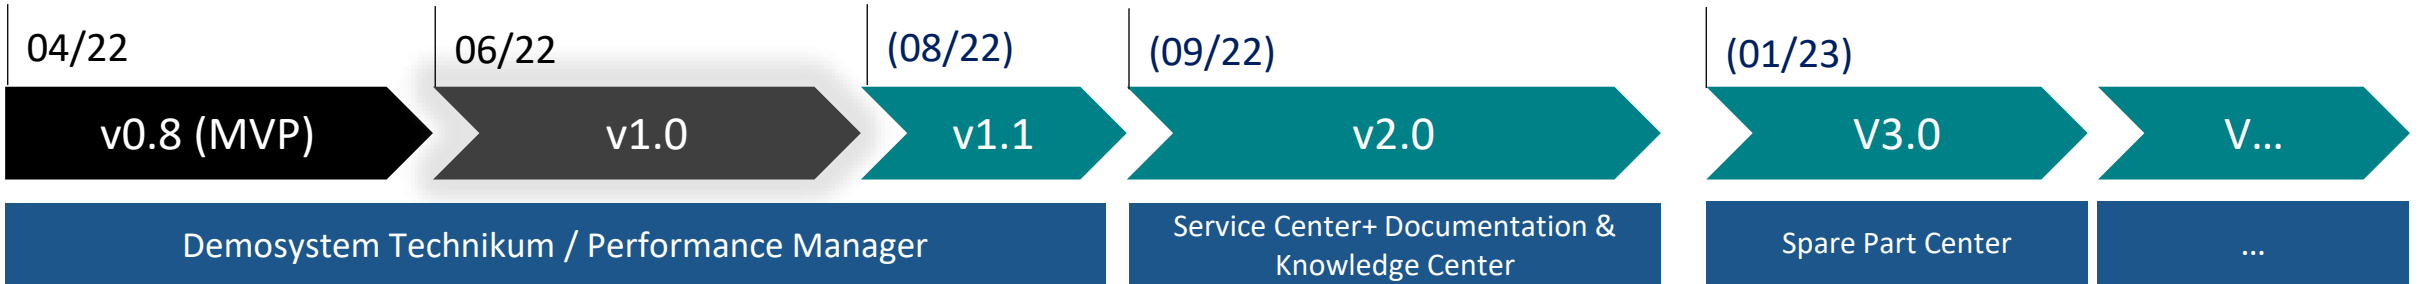 04/22
06/22
(08/22)
(09/22)
(01/23)
v0.8 (MVP)
v1.0
v1.1
v2.0
V3.0
V...
Demosystem Technikum / Performance Manager
Service Center+ Documentation &
Knowledge Center
Spare Part Center
...